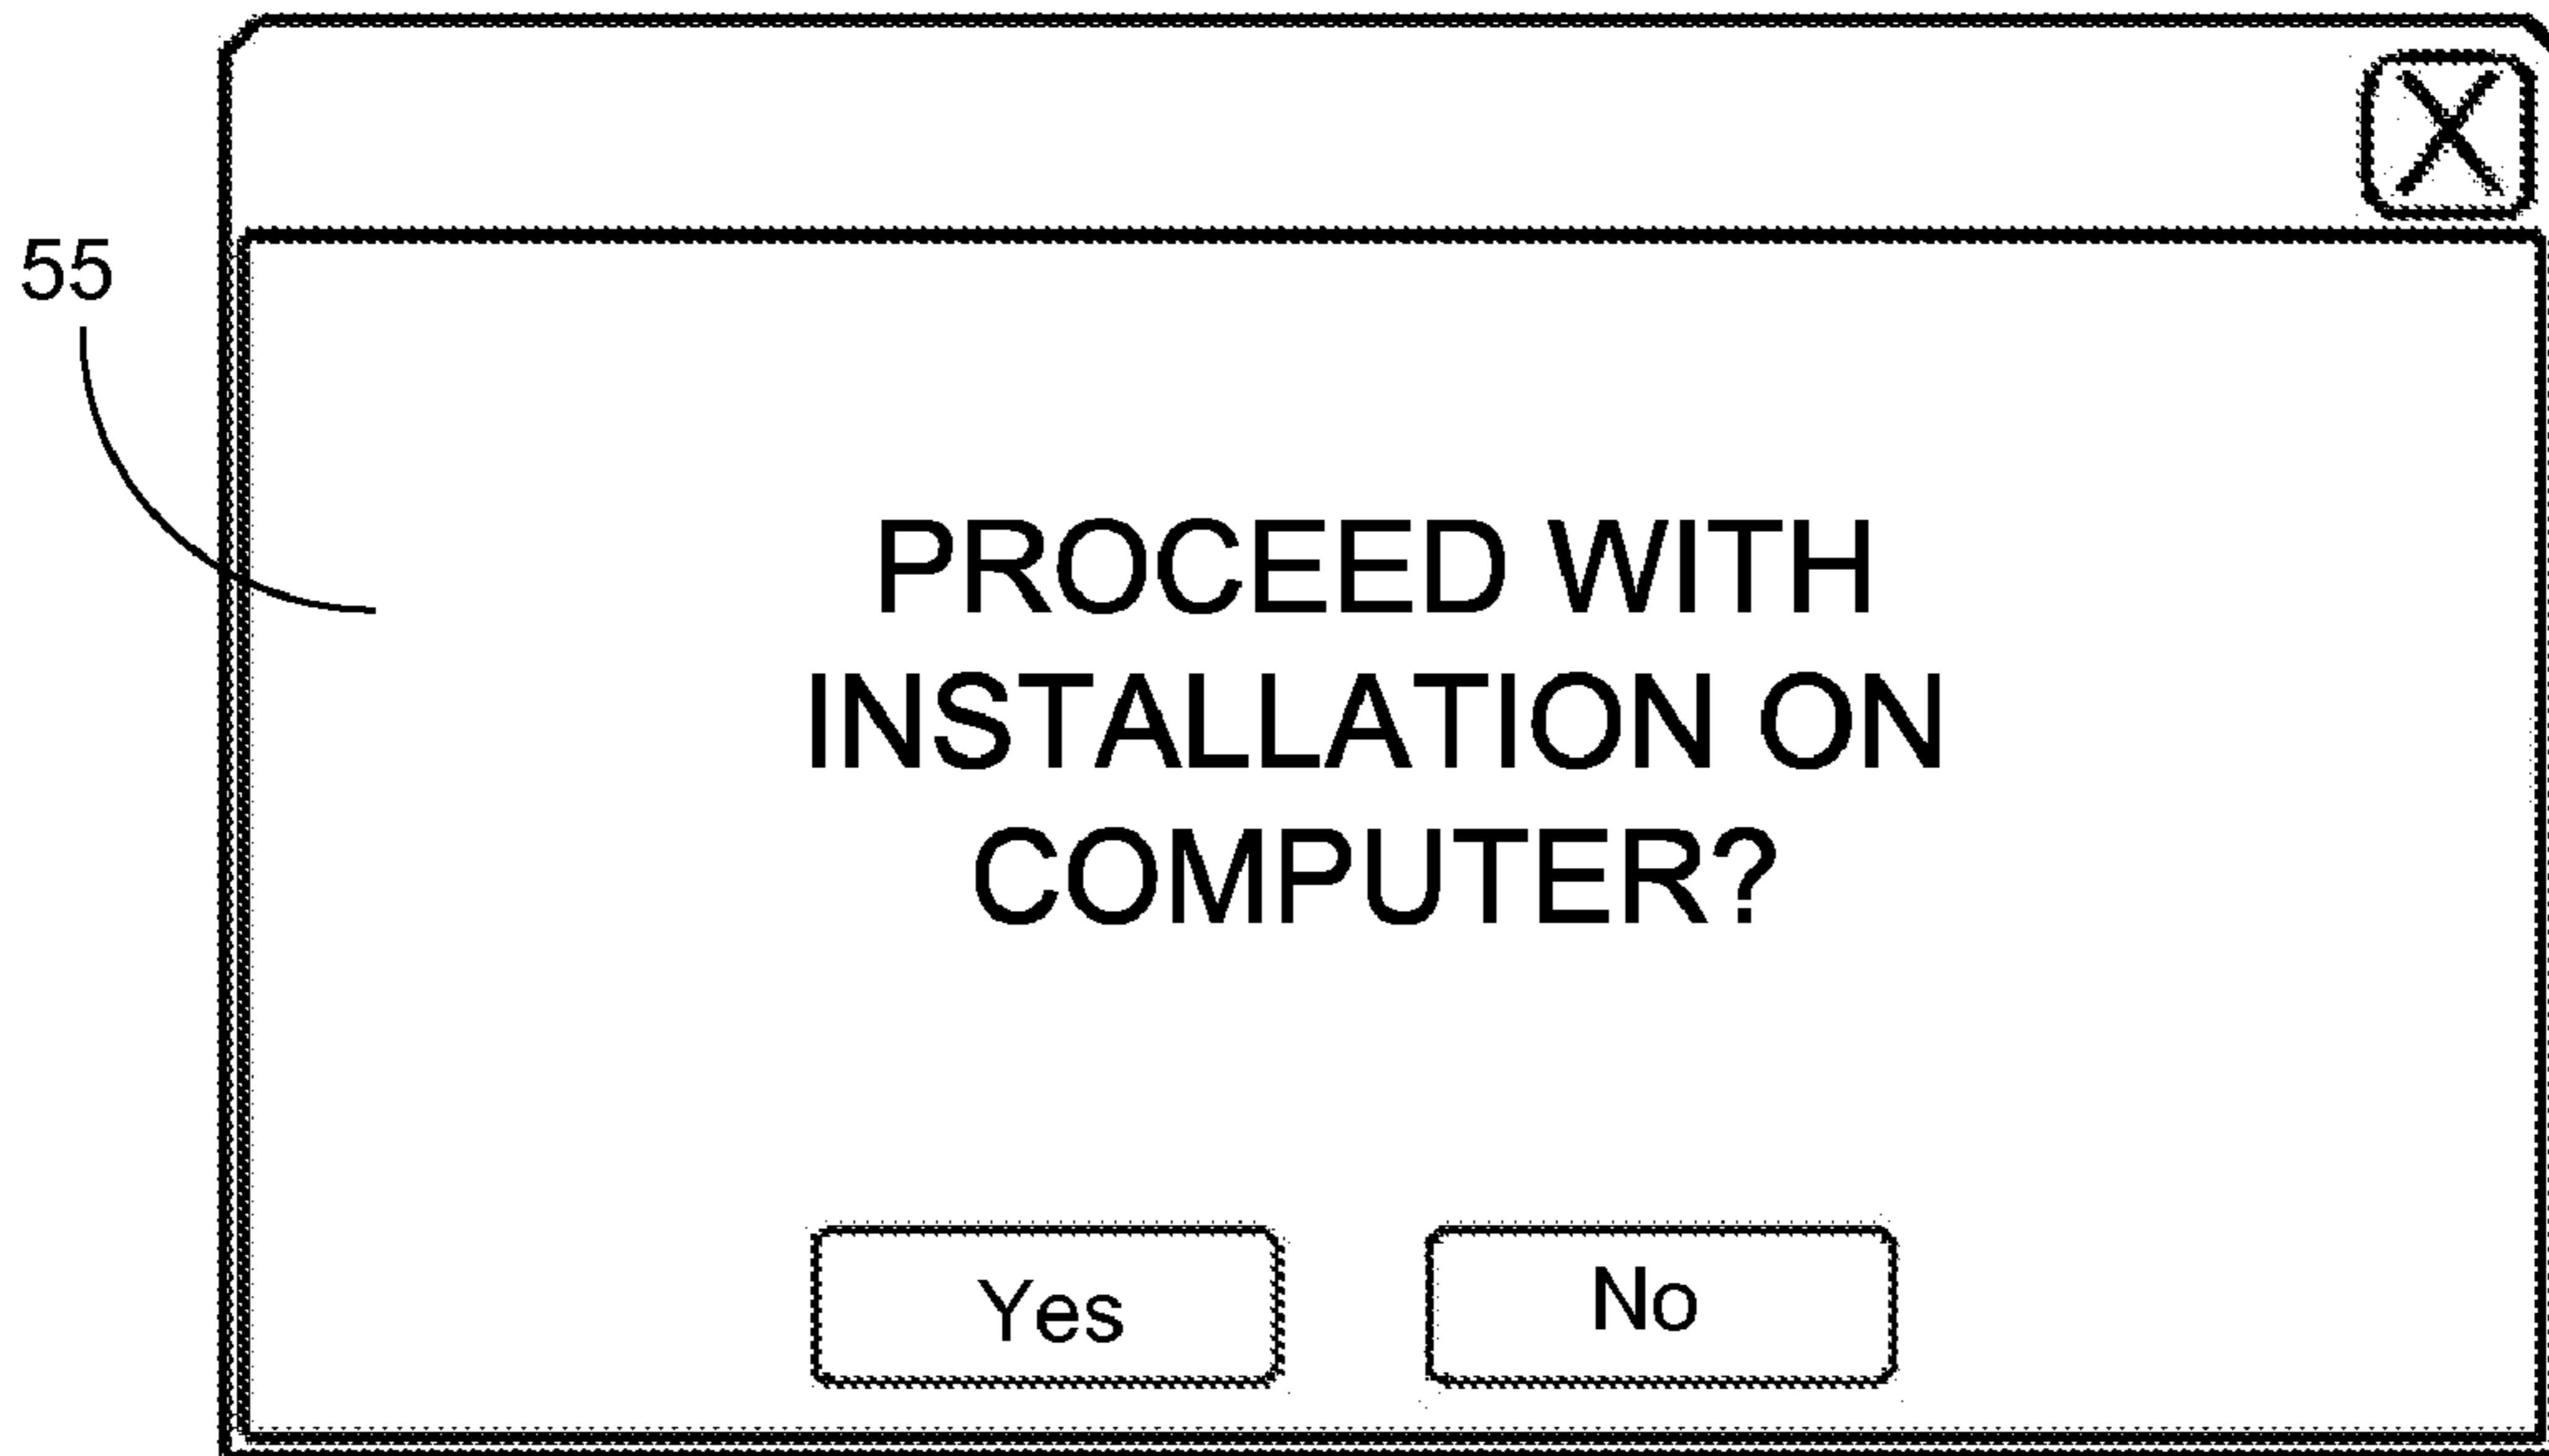 55
PROCEED WITH
INSTALLATION ON
COMPUTER?
Yes No